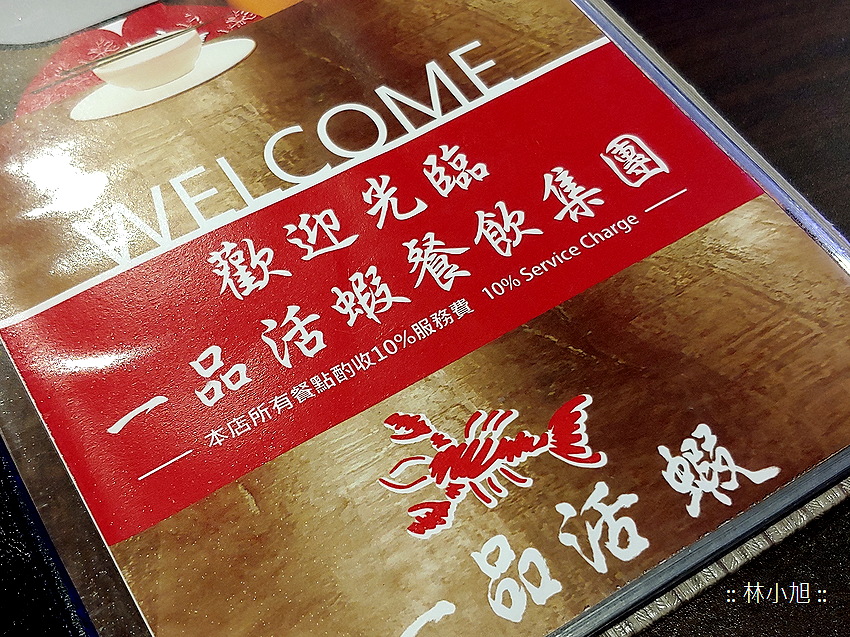 WELCOME
歡迎光臨
一品活蝦餐飲集團
本店所有餐點酌收10%服務費 10% Service Charge
一品活蝦
:: 林小旭 ::